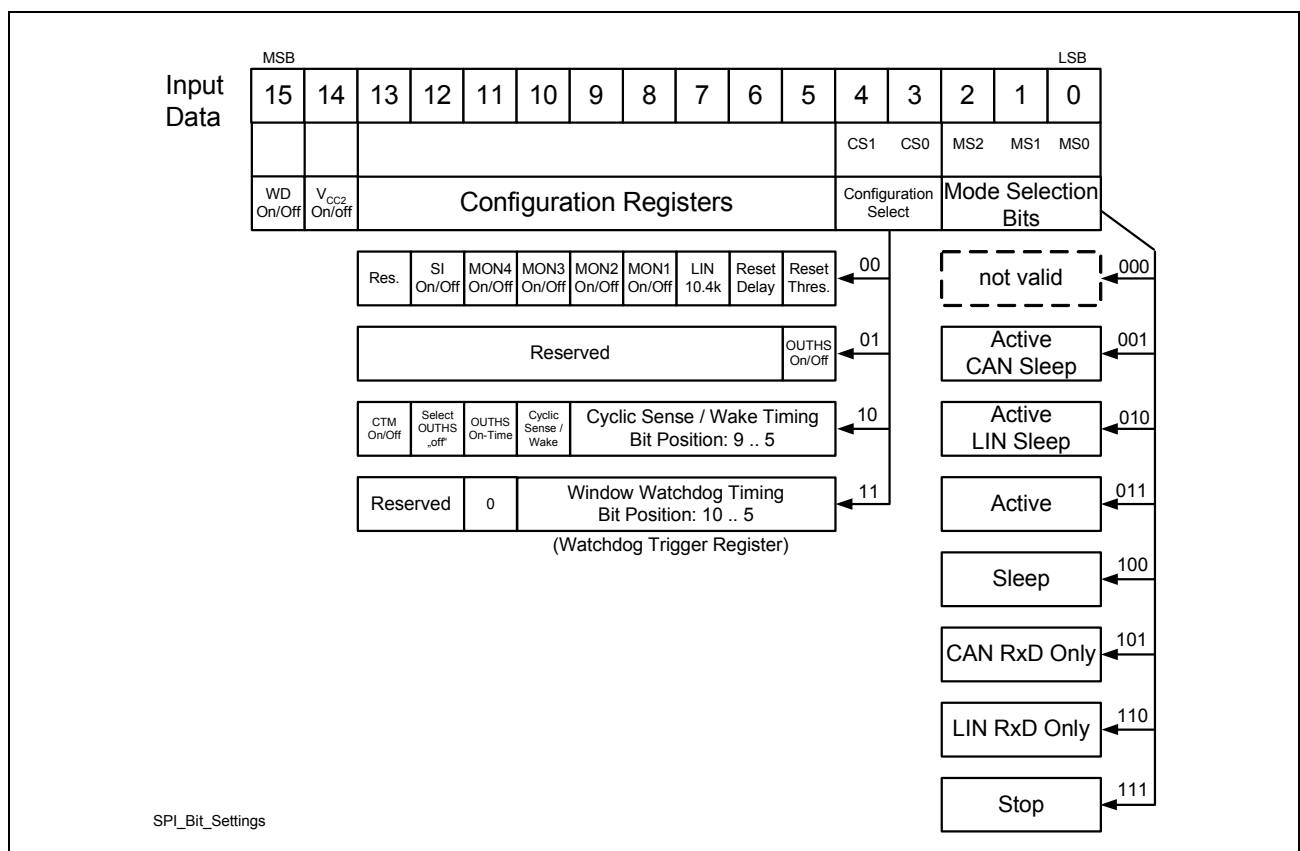 MSB LSB
Input
Data
15 14 13 12 11 10 9 8 7 6 5 4 3 2 1 0
CS1 CS0 MS2 MS1 MS0
WD
On/Off
VCC2
On/off
Configuration Registers
Configuration
Select
Mode Selection
Bits
Res.
SI
On/Off
MON4
On/Off
MON3
On/Off
MON2
On/Off
MON1
On/Off
LIN
10.4k
Reset
Delay
Reset
Thres.
00
not valid
000
Reserved
OUTHS
On/Off
01
Active
CAN Sleep
001
CTM
On/Off
Select
OUTHS
„off“
OUTHS
On-Time
Cyclic
Sense /
Wake
Cyclic Sense / Wake Timing
Bit Position: 9 .. 5
10
Active
LIN Sleep
010
Reserved
0
Window Watchdog Timing
Bit Position: 10 .. 5
11
(Watchdog Trigger Register)
Active
011
Sleep
100
CAN RxD Only
101
LIN RxD Only
110
Stop
111
SPI_Bit_Settings